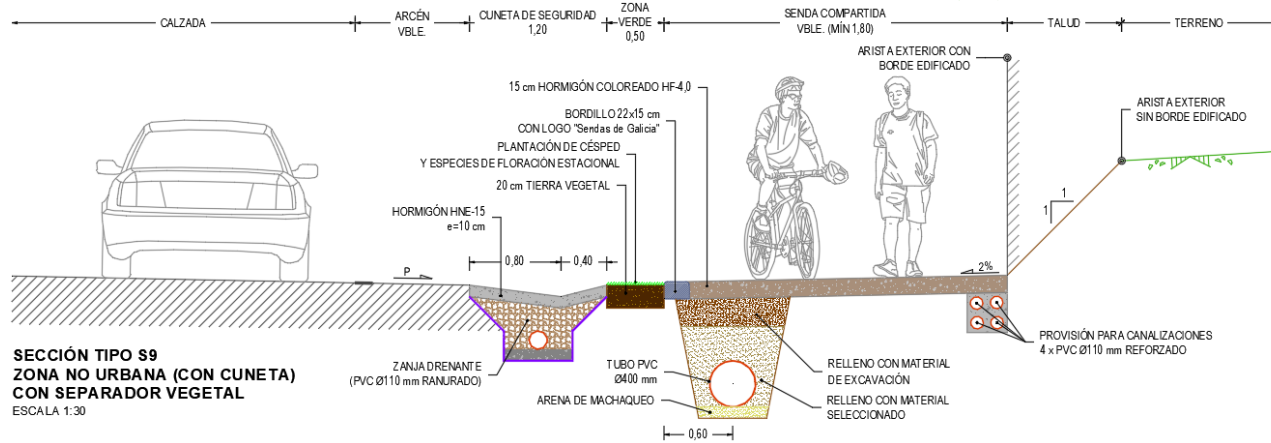 CALZADA
ARCÉN
VBLE.
CUNETA DE SEGURIDAD
1,20
ZONA
VERDE
0,50
SENDA COMPARTIDA
VBLE. (MÍN 1,80)
TALUD
TERRENO
ARISTA EXTERIOR CON
BORDE EDIFICADO
15 cm HORMIGÓN COLOREADO HF-4,0
BORDILLO 22x15 cm
CON LOGO "Sendas de Galicia"
PLANTACIÓN DE CÉSPED
Y ESPECIES DE FLORACIÓN ESTACIONAL
20 cm TIERRA VEGETAL
HORMIGÓN HNE-15
e=10 cm
ARISTA EXTERIOR
SIN BORDE EDIFICADO
1
1
0,80
0,40
P
2%
SECCIÓN TIPO S9
ZONA NO URBANA (CON CUNETA)
CON SEPARADOR VEGETAL
ESCALA 1:30
ZANJA DRENANTE
(PVC Ø110 mm RANURADO)
TUBO PVC
Ø400 mm
ARENA DE MACHAQUEO
RELLENO CON MATERIAL
DE EXCAVACIÓN
RELLENO CON MATERIAL
SELECCIONADO
PROVISIÓN PARA CANALIZACIONES
4 x PVC Ø110 mm REFORZADO
0,60